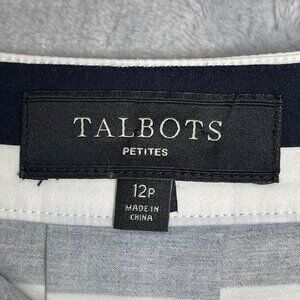 TALBOTS
PETITES
12P
MADE IN
CHINA